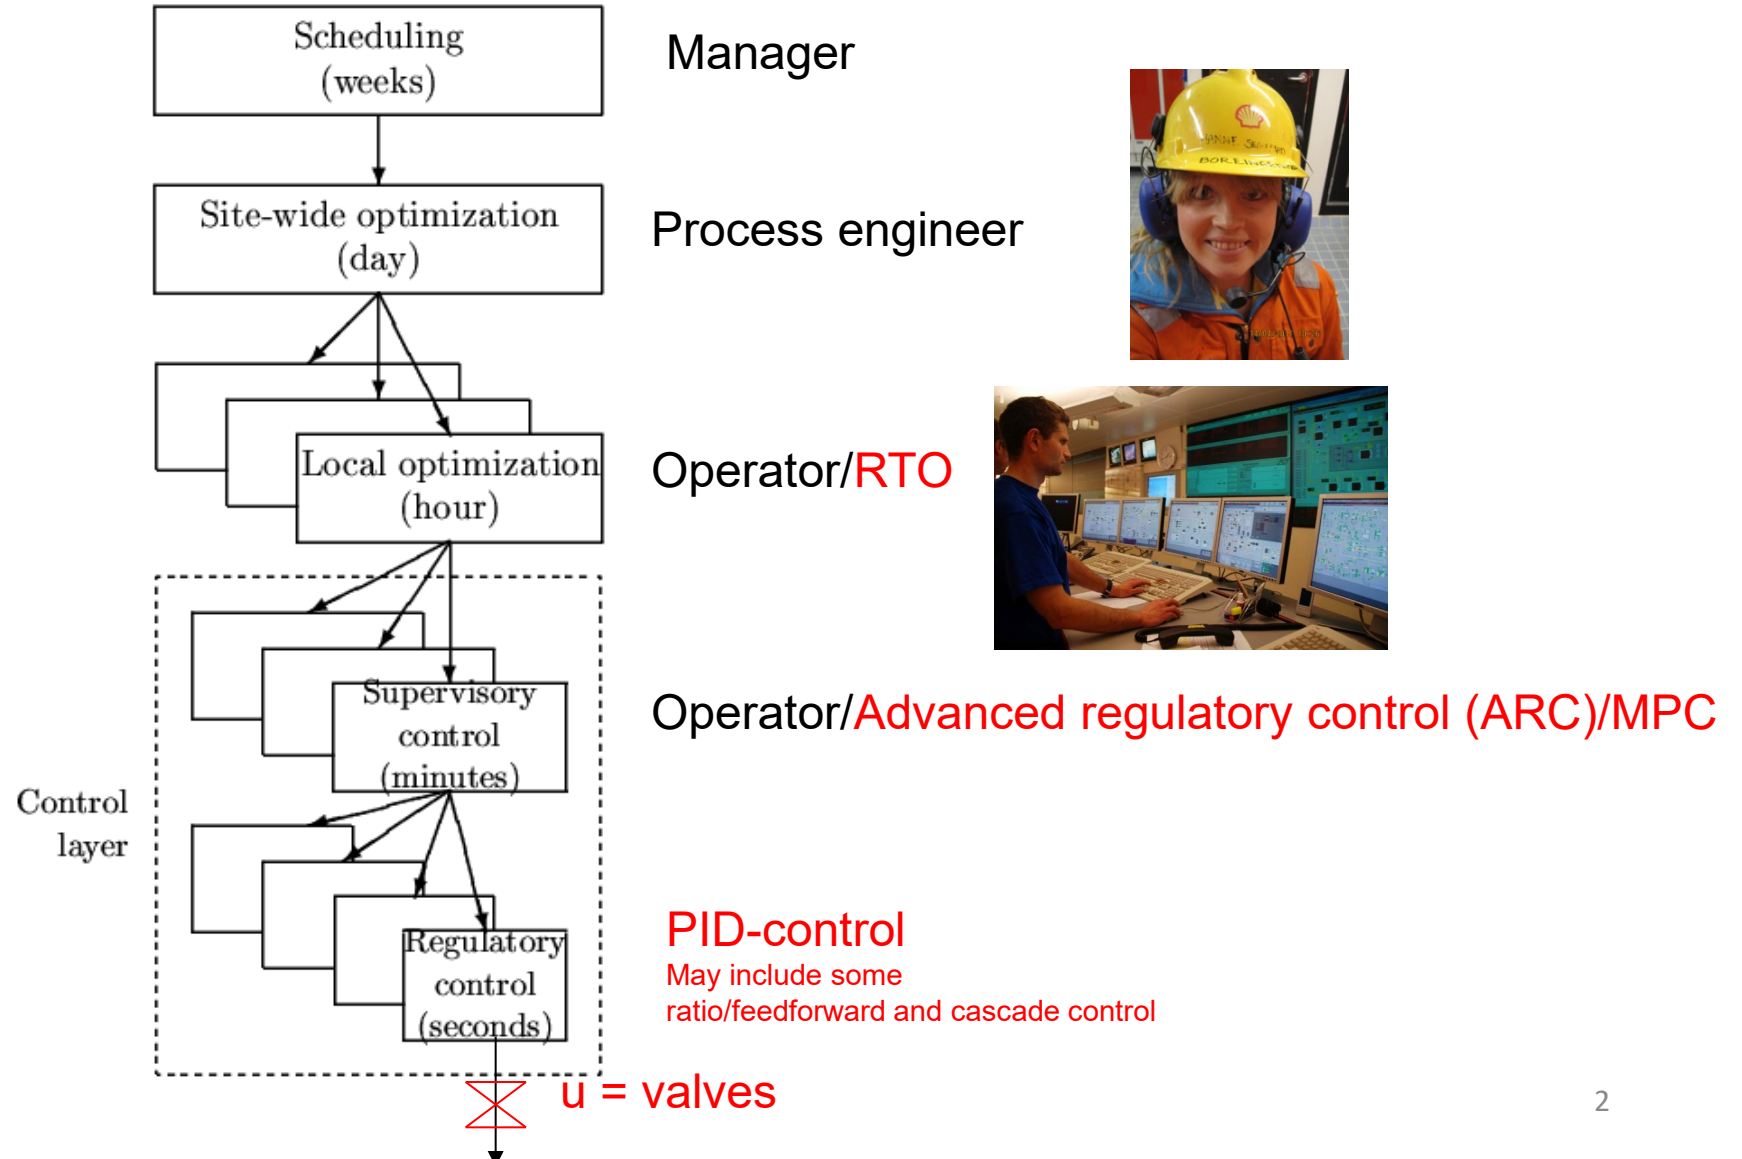 Scheduling
(weeks)
Manager
Site-wide optimization
(day)
Process engineer
Local optimization
(hour)
Operator/RTO
Supervisory
control
(minutes)
Operator/Advanced regulatory control (ARC)/MPC
Control
layer
Regulatory
control
(seconds)
PID-control
May include some
ratio/feedforward and cascade control
u = valves
2